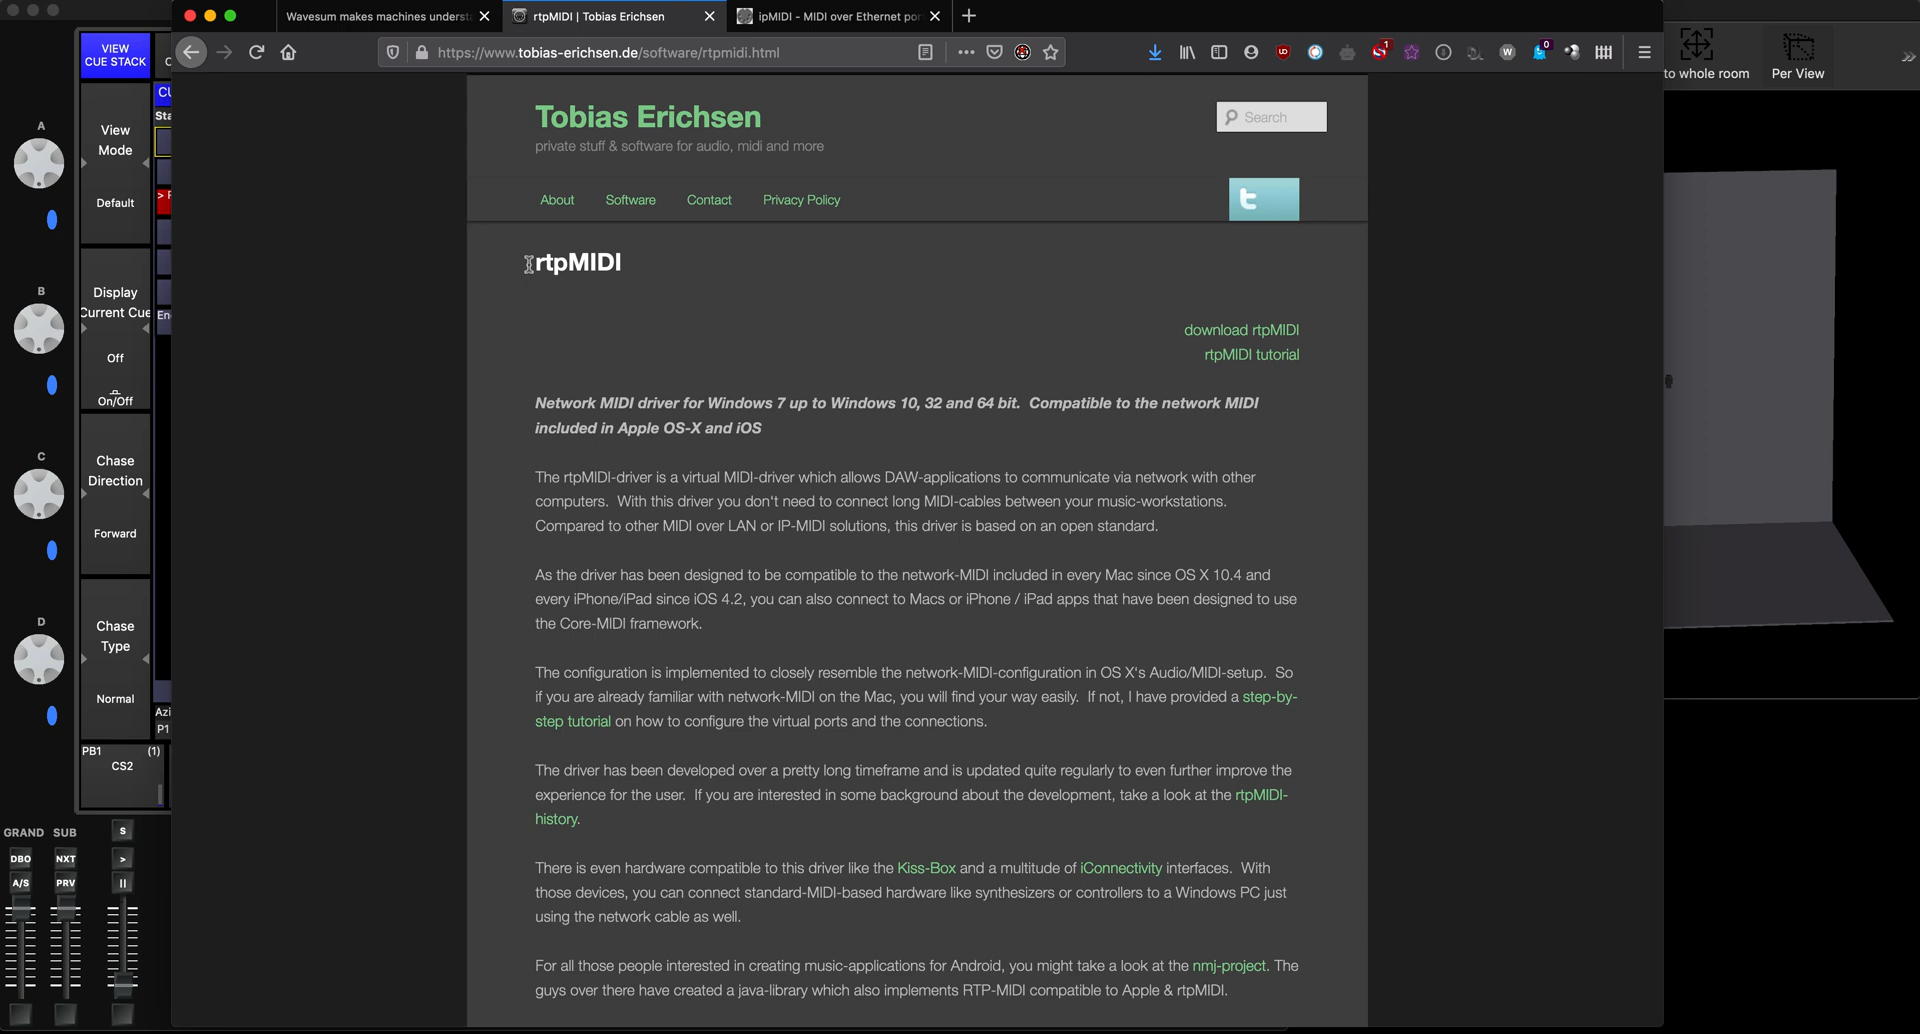 Wavesum makes machines understa
rtpMIDI | Tobias Erichsen
ipMIDI - MIDI over Ethernet por
https://www.tobias-erichsen.de/software/rtpmidi.html
1
0
to whole room
Per View
VIEW
CUE STACK
View
Mode
Default
Display
Current Cue
Off
On/Off
Chase
Direction
Forward
Chase
Type
Normal
PB1 (1)
CS2
A
B
C
D
Sta
En
Azi
P1
GRAND SUB
S
DBO NXT >
A/S PRV II
Tobias Erichsen
private stuff & software for audio, midi and more
Search
About Software Contact Privacy Policy
rtpMIDI
download rtpMIDI
rtpMIDI tutorial
Network MIDI driver for Windows 7 up to Windows 10, 32 and 64 bit. Compatible to the network MIDI
included in Apple OS-X and iOS
The rtpMIDI-driver is a virtual MIDI-driver which allows DAW-applications to communicate via network with other
computers. With this driver you don't need to connect long MIDI-cables between your music-workstations.
Compared to other MIDI over LAN or IP-MIDI solutions, this driver is based on an open standard.
As the driver has been designed to be compatible to the network-MIDI included in every Mac since OS X 10.4 and
every iPhone/iPad since iOS 4.2, you can also connect to Macs or iPhone / iPad apps that have been designed to use
the Core-MIDI framework.
The configuration is implemented to closely resemble the network-MIDI-configuration in OS X's Audio/MIDI-setup. So
if you are already familiar with network-MIDI on the Mac, you will find your way easily. If not, I have provided a step-by-
step tutorial on how to configure the virtual ports and the connections.
The driver has been developed over a pretty long timeframe and is updated quite regularly to even further improve the
experience for the user. If you are interested in some background about the development, take a look at the rtpMIDI-
history.
There is even hardware compatible to this driver like the Kiss-Box and a multitude of iConnectivity interfaces. With
those devices, you can connect standard-MIDI-based hardware like synthesizers or controllers to a Windows PC just
using the network cable as well.
For all those people interested in creating music-applications for Android, you might take a look at the nmj-project. The
guys over there have created a java-library which also implements RTP-MIDI compatible to Apple & rtpMIDI.